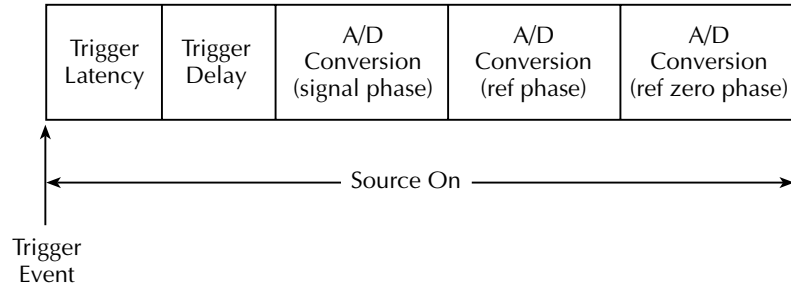 Trigger
Latency
Trigger
Delay
A/D
Conversion
(signal phase)
A/D
Conversion
(ref phase)
A/D
Conversion
(ref zero phase)
Source On
Trigger
Event